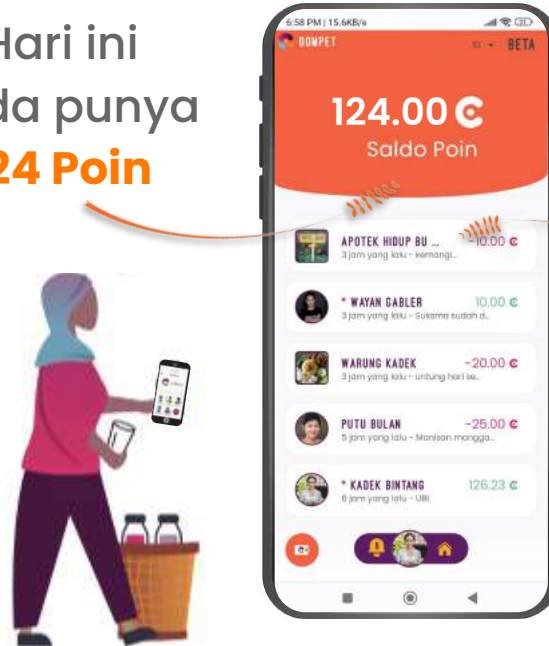 Hari ini
da punya
24 Poin
6:58 PM | 15.6KB/s
DOMPET
BETA
124.00
Saldo Poin
APOTEK HIDUP BU ...
-10.00
3 jam yang lalu - kemangi...
* WAYAN GABLER
10.00
3 jam yang lalu - Sukama sudah d...
WARUNG KADEK
-20.00
3 jam yang lalu - untung hari se...
PUTU BULAN
-25.00
5 jam yang lalu - Manisan mangga...
* KADEK BINTANG
126.23
6 jam yang lalu - UBI